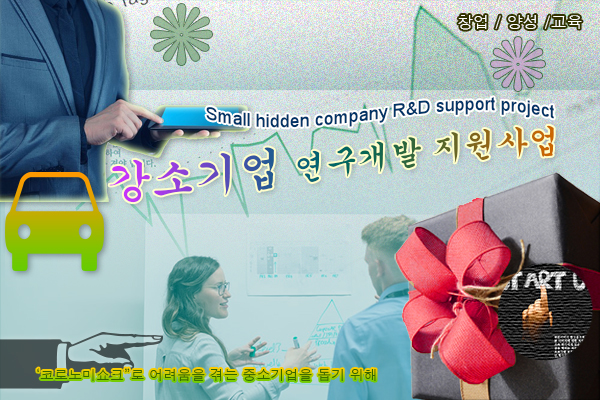 창업 / 양성 /교육
Small hidden company R&D support project
강소기업 연구개발 지원사업
START U
"코르노미쇼크"로 어려움을 겪는 중소기업을 돕기 위해